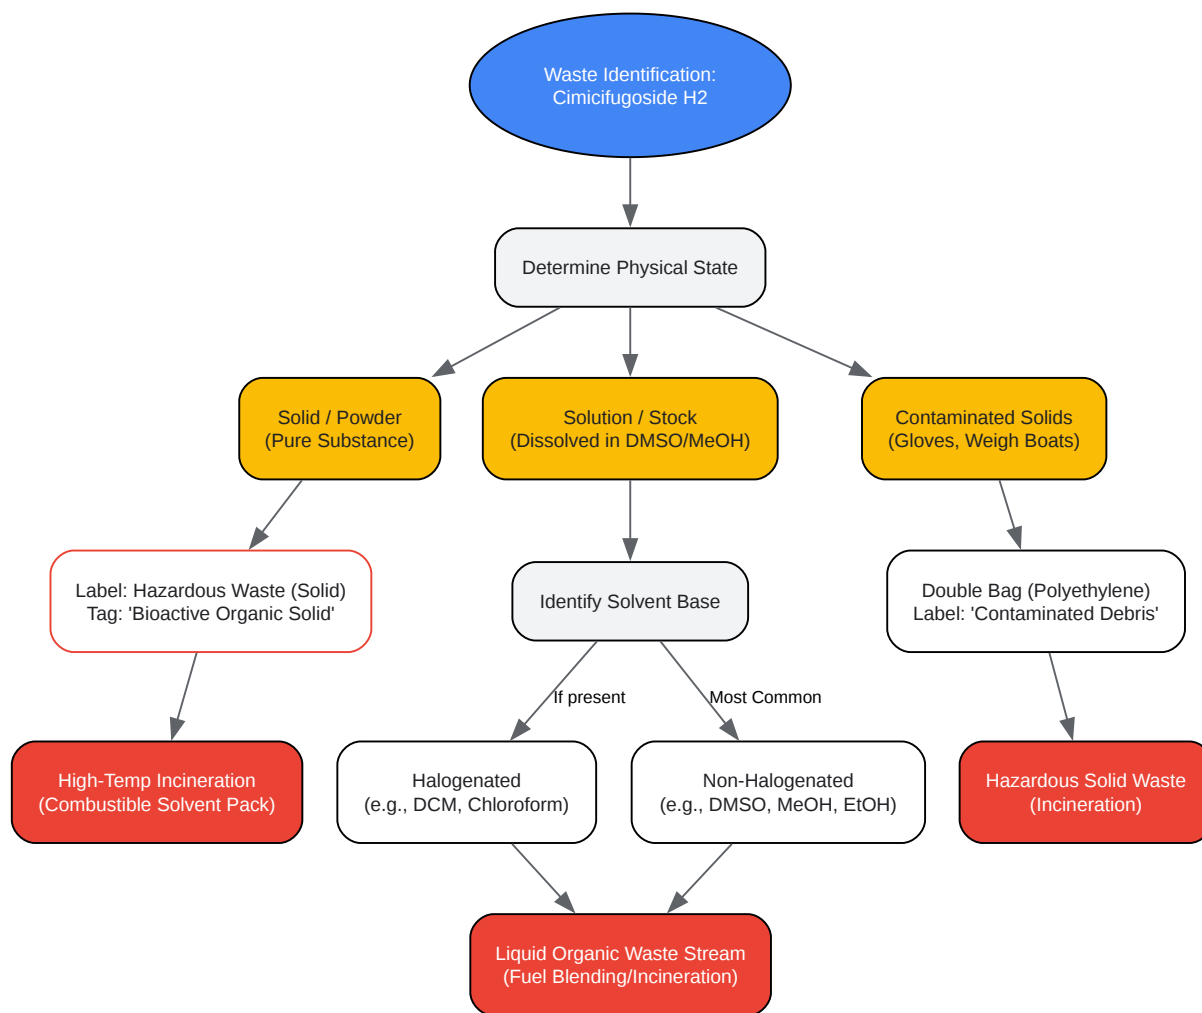 Waste Identification:
Cimicifugoside H2
Determine Physical State
Solid / Powder
(Pure Substance)
Solution / Stock
(Dissolved in DMSO/MeOH)
Contaminated Solids
(Gloves, Weigh Boats)
Label: Hazardous Waste (Solid)
Tag: 'Bioactive Organic Solid'
Identify Solvent Base
Double Bag (Polyethylene)
Label: 'Contaminated Debris'
If present
Most Common
High-Temp Incineration
(Combustible Solvent Pack)
Halogenated
(e.g., DCM, Chloroform)
Non-Halogenated
(e.g., DMSO, MeOH, EtOH)
Hazardous Solid Waste
(Incineration)
Liquid Organic Waste Stream
(Fuel Blending/Incineration)